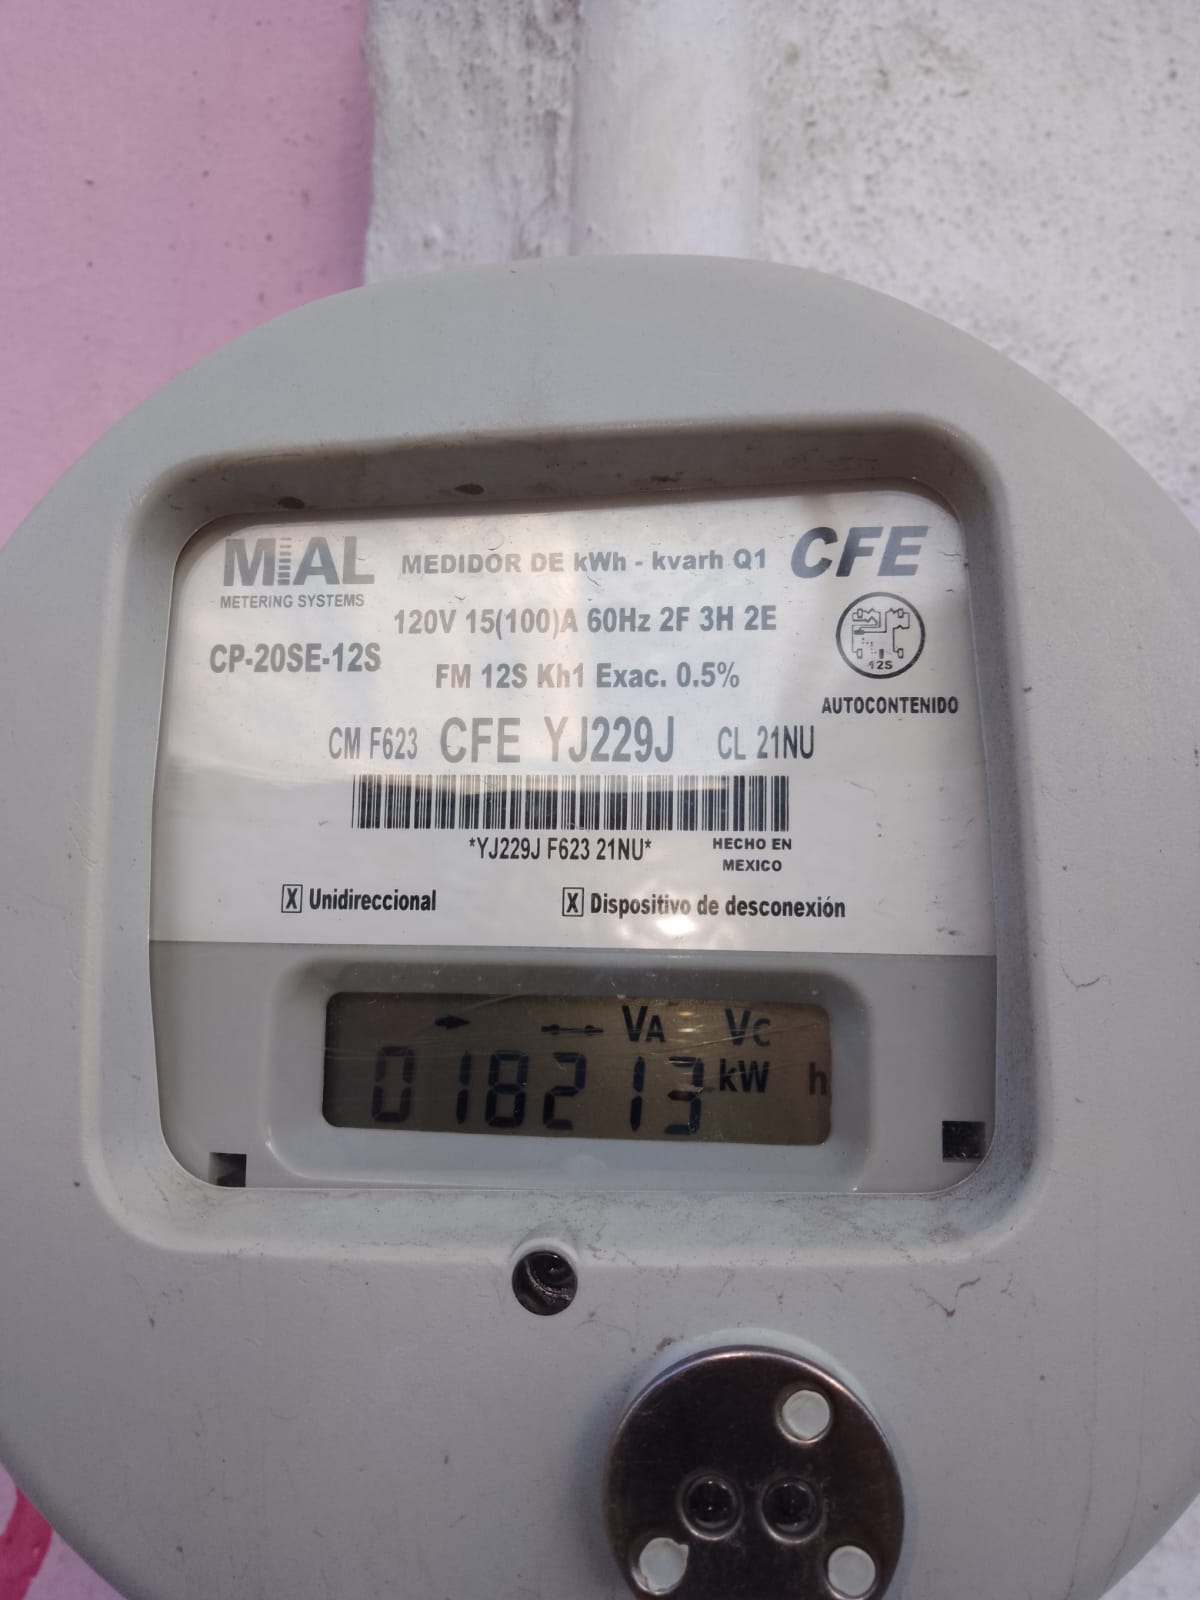 MIAL MEDIDOR DE kWh - kvarh Q1 CFE
METERING SYSTEMS
120V 15(100)A 60Hz 2F 3H 2E
CP-20SE-12S
FM 12S Kh1 Exac. 0.5%
12S
AUTOCONTENIDO
CM F623 CFE YJ229J CL 21NU
*YJ229J F623 21NU*
HECHO EN
MEXICO
X Unidireccional X Dispositivo de desconexión
VA VC
018213 kW h